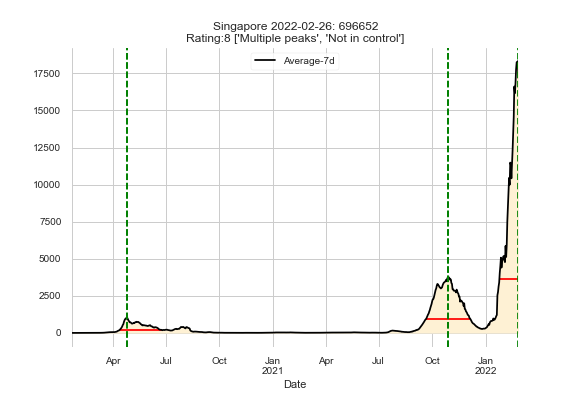 Singapore 2022-02-26: 696652
Rating:8 ['Multiple peaks', 'Not in control']
Average-7d
17500
15000
12500
10000
7500
5000
2500
0
Apr Jul Oct Jan Apr Jul Oct Jan
2021 2022
Date